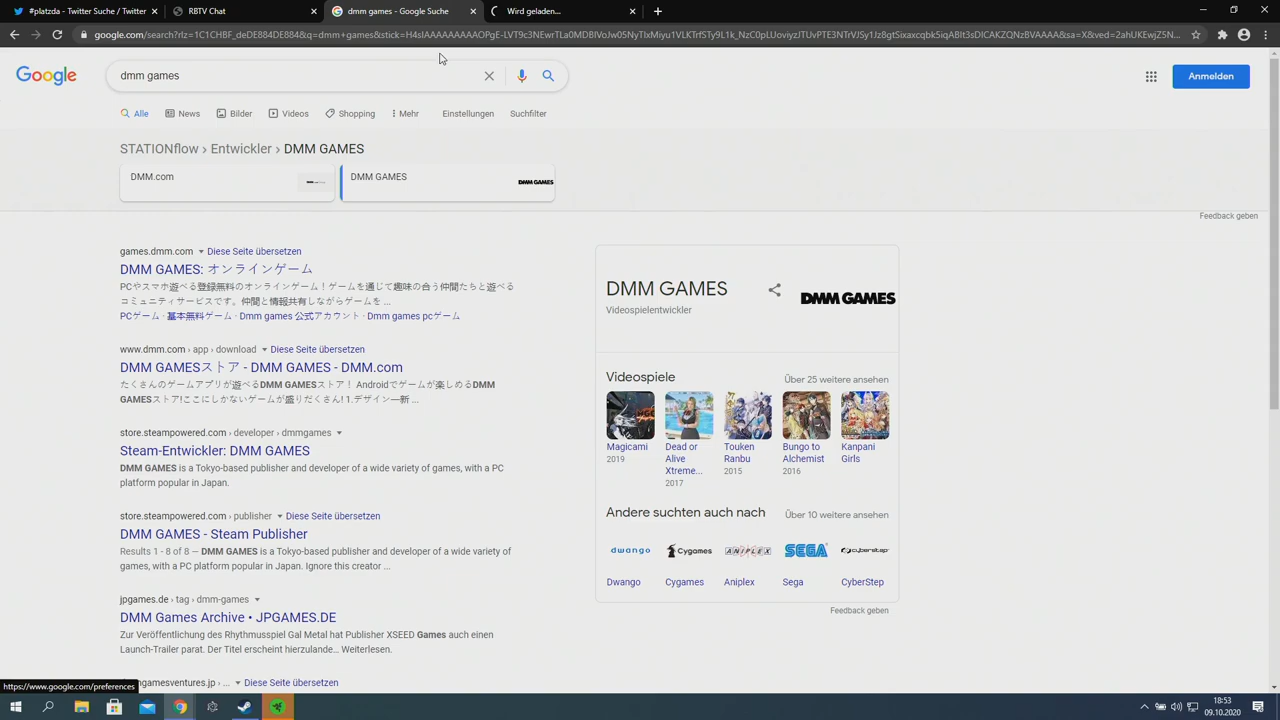 #platzda - Twitter Suche / Twitt
RBTV Chat
dmm games - Google Suche
Card Wieder...
google.com/search?rlz=1C1CHBF_deDE884DE884&q=dmm+games&stick=
Google
dmm games
Anmelden
Alle News Bilder Videos Shopping Mehr Einstellungen Suchfilter
STATIONflow › Entwickler › DMM GAMES
DMM.com
DMM GAMES
DMM GAMES
Feedback geben
games.dmm.com Diese Seite übersetzen
DMM GAMES: オンラインゲーム
PCやスマホ遊べる登録無料のオンラインゲーム！ゲームを通じて趣味の合う仲間たちと遊べる
コミュニティサービスです。仲間と情報共有しながらゲームを ...
PCゲーム · 基本無料ゲーム · Dmm games 公式アカウント · Dmm games pcゲーム
www.dmm.com › app › download Diese Seite übersetzen
DMM GAMESストア - DMM GAMES - DMM.com
たくさんのゲームアプリが遊べるDMM GAMESストア！ Androidでゲームが楽しめるDMM
GAMESストア!ここにしかないゲームが盛りだくさん! 1.デザイン一新 ...
store.steampowered.com › developer › dmmgames
Steam-Entwickler: DMM GAMES
DMM GAMES is a Tokyo-based publisher and developer of a wide variety of games, with a PC
platform popular in Japan.
store.steampowered.com › publisher Diese Seite übersetzen
DMM GAMES - Steam Publisher
Results 1 - 8 of 8 — DMM GAMES is a Tokyo-based publisher and developer of a wide variety of
games, with a PC platform popular in Japan. Ignore this creator ...
jpgames.de › tag › dmm-games
DMM Games Archive • JPGAMES.DE
Zur Veröffentlichung des Rhythmusspiel Gal Metal hat Publisher XSEED Games auch einen
Launch-Trailer parat. Der Titel erscheint hierzulande... Weiterlesen.
gamesventures.jp › ... Diese Seite übersetzen
DMM GAMES
Videospielentwickler
DMM GAMES
Videospiele
Über 25 weitere ansehen
Magicami
2019
Dead or
Alive
Xtreme...
2017
Touken
Ranbu
2015
Bungo to
Alchemist
2016
Kanpani
Girls
Andere suchten auch nach
Über 10 weitere ansehen
dwango
Cygames
ANIPLEX
SEGA
cyberstep
Dwango
Cygames
Aniplex
Sega
CyberStep
Feedback geben
https://www.google.com/preferences
18:53
09.10.2020